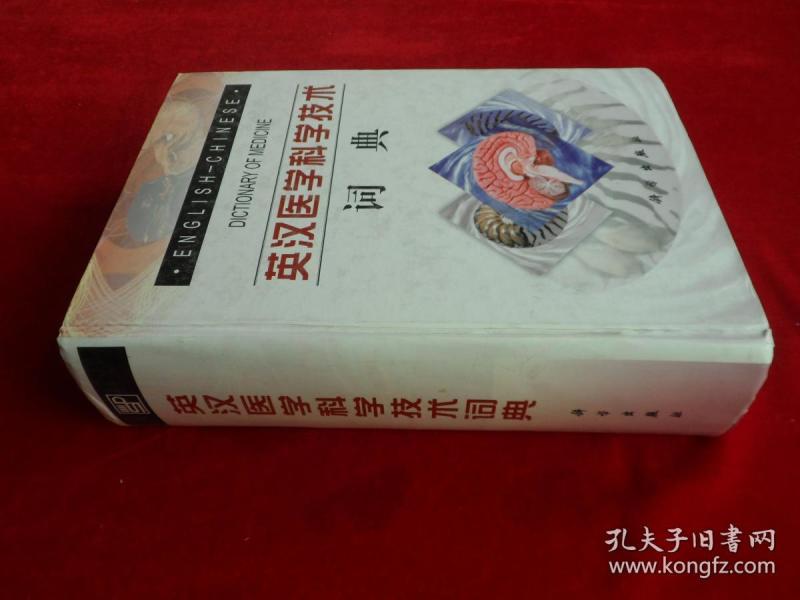 •ENGLISH-CHINESE•
DICTIONARY OF MEDICINE
英汉医学科学技术
词典
科学出版社
英汉医学科学技术词典
科学出版社
孔夫子旧書网
www.kongfz.com